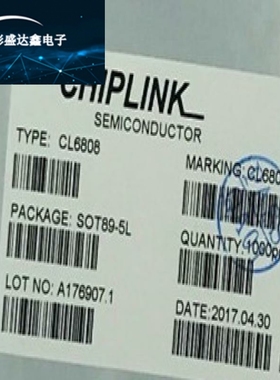 彩盛达鑫电子
CHIPLINK
SEMICONDUCTOR
TYPE: CL6808
MARKING: CL680
PACKAGE: SOT89-5L
QUANTITY:1000p
LOT NO: A176907.1
DATE:2017.04.30